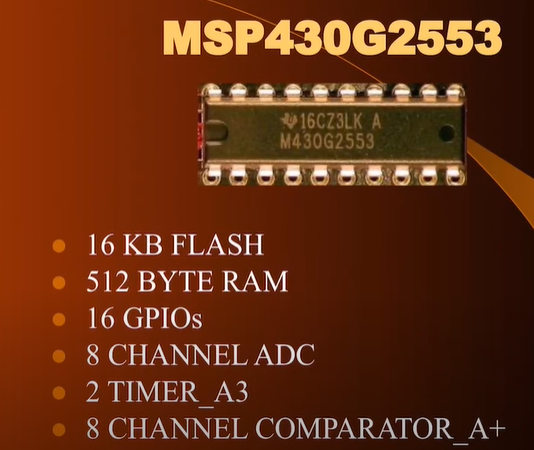 MSP430G2553
16CZ3LK A
M430G2553
16 KB FLASH
512 BYTE RAM
16 GPIOs
8 CHANNEL ADC
2 TIMER_A3
8 CHANNEL COMPARATOR_A+